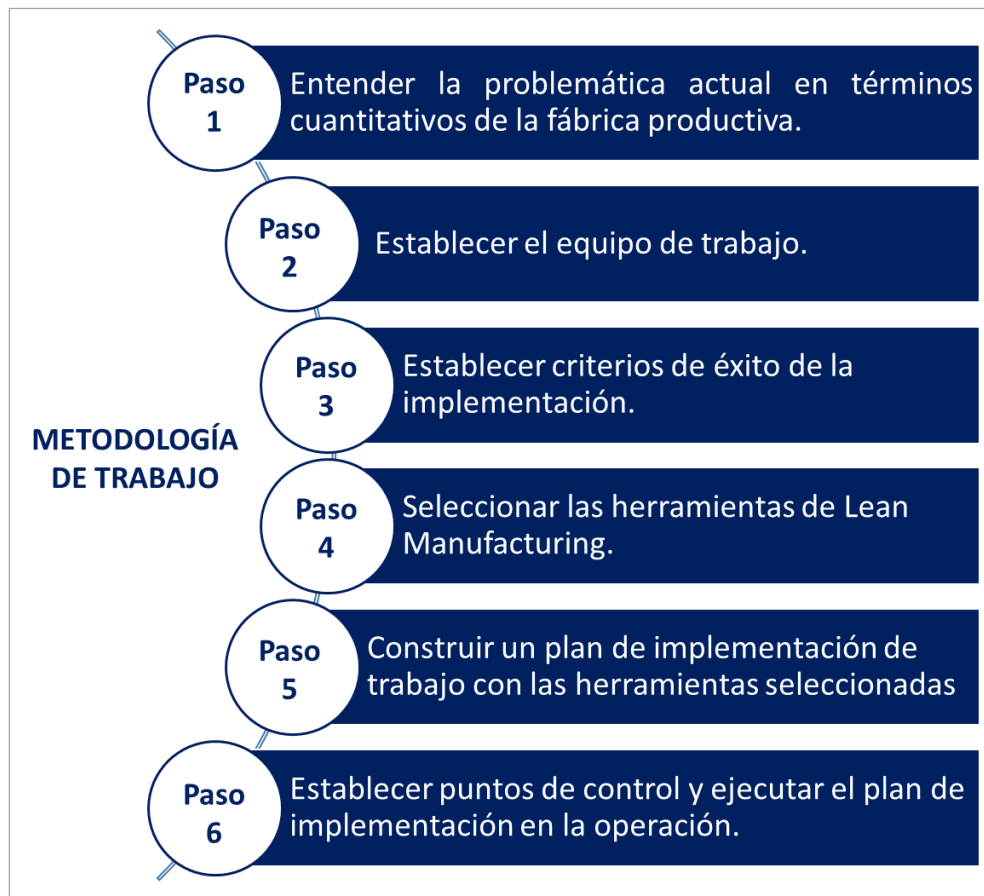 Paso
1
Entender la problemática actual en términos
cuantitativos de la fábrica productiva.
Paso
2
Establecer el equipo de trabajo.
Paso
3
Establecer criterios de éxito de la
implementación.
METODOLOGÍA
DE TRABAJO
Paso
4
Seleccionar las herramientas de Lean
Manufacturing.
Paso
5
Construir un plan de implementación de
trabajo con las herramientas seleccionadas
Paso
6
Establecer puntos de control y ejecutar el plan de
implementación en la operación.